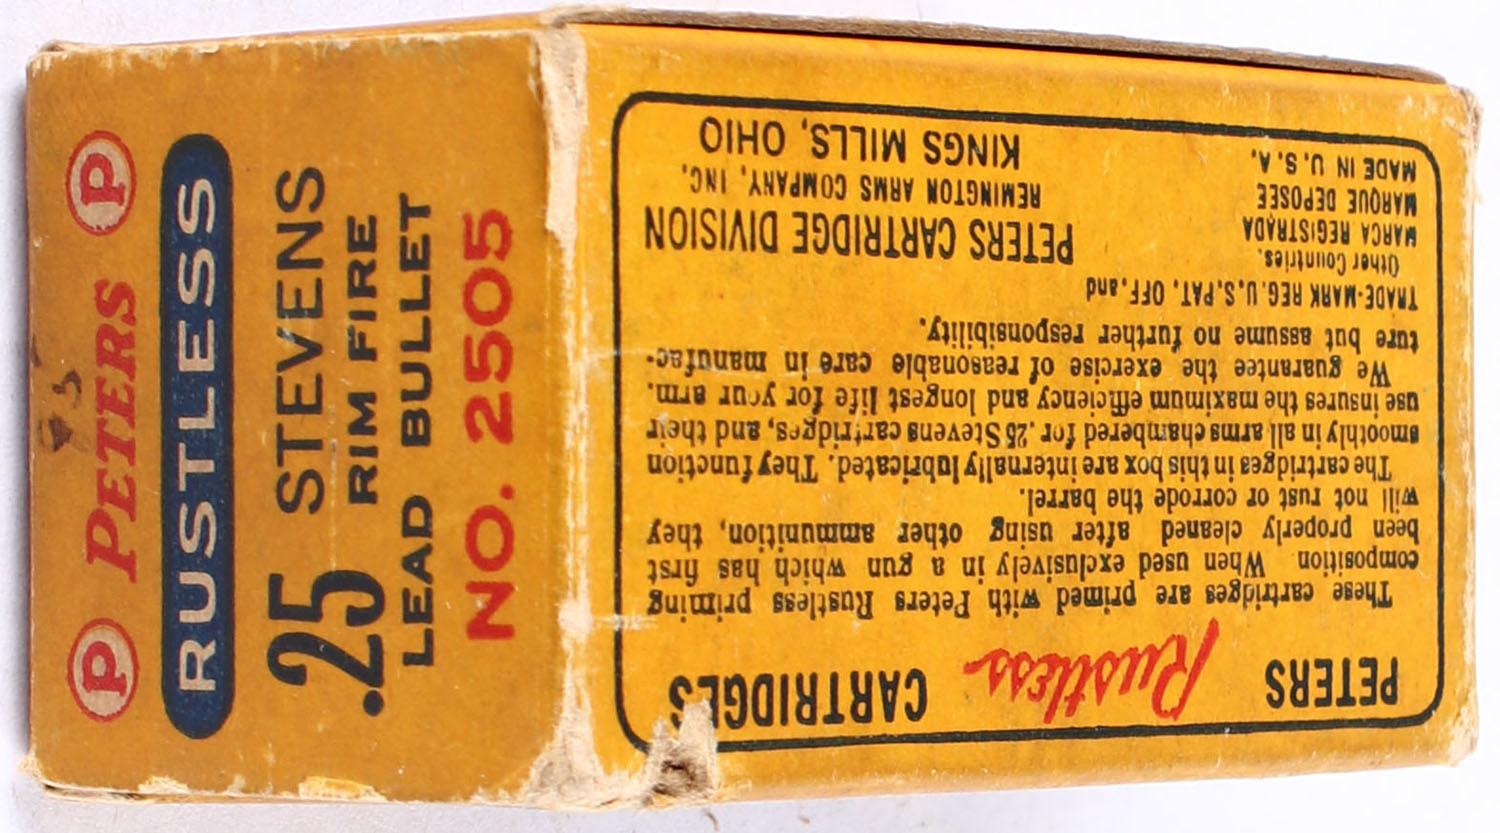 P PETERS P
RUSTLESS
.25 STEVENS
RIM FIRE
LEAD BULLET
NO. 2505
PETERS Rustless CARTRIDGES
These cartridges are primed with Peters Rustless priming
composition When used exclusively in a gun which has first
been properly cleaned after using other ammunition, they
will not rust or corrode the barrel.
The cartridges in this box are internally lubricated. They function
smoothly in all arms chambered for .25 Stevens cartridges, and their
use insures the maximum efficiency and longest life for your arm.
We guarantee the exercise of reasonable care in manufac-
ture but assume no further responsibility.
TRADE-MARK REG. U.S. PAT. OFF. and
Other Countries.
MARCA REGISTRADA
MARQUE DEPOSEE
MADE IN U.S.A.
PETERS CARTRIDGE DIVISION
REMINGTON ARMS COMPANY, INC.
KINGS MILLS, OHIO